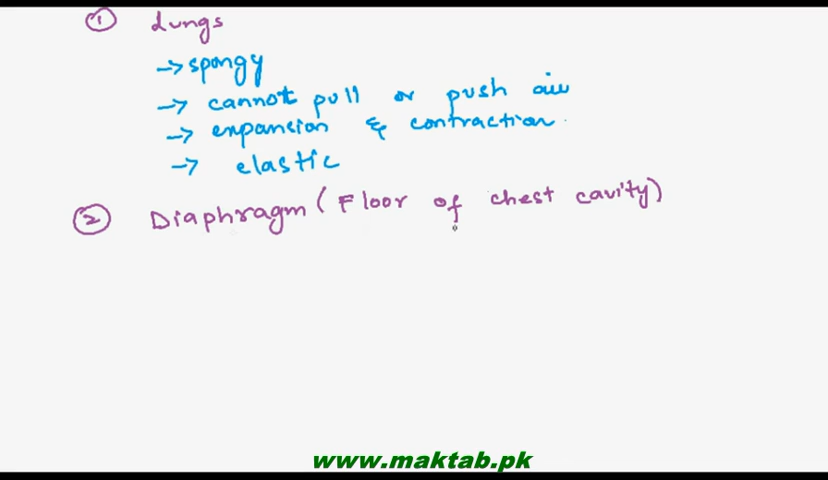 ① Lungs
→ spongy
→ cannot pull or push air
→ expansion & contraction.
→ elastic
② Diaphragm (Floor of chest cavity)
www.maktab.pk